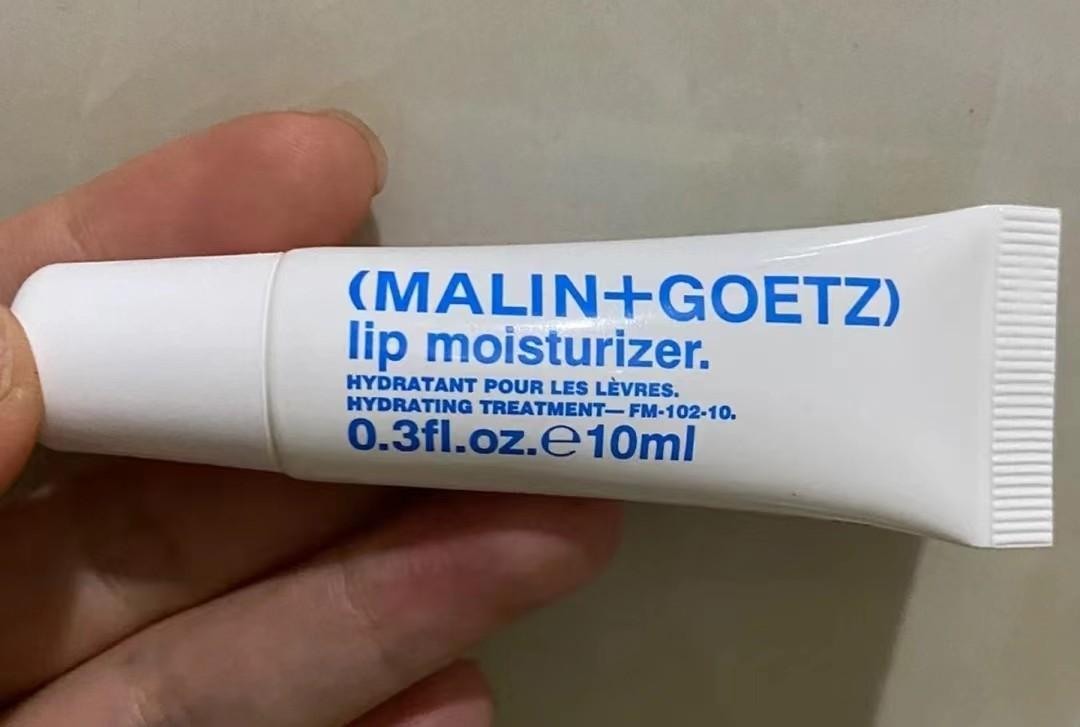 (MALIN+GOETZ)
lip moisturizer.
HYDRATANT POUR LES LÈVRES.
HYDRATING TREATMENT— FM-102-10.
0.3fl.oz.℮10ml